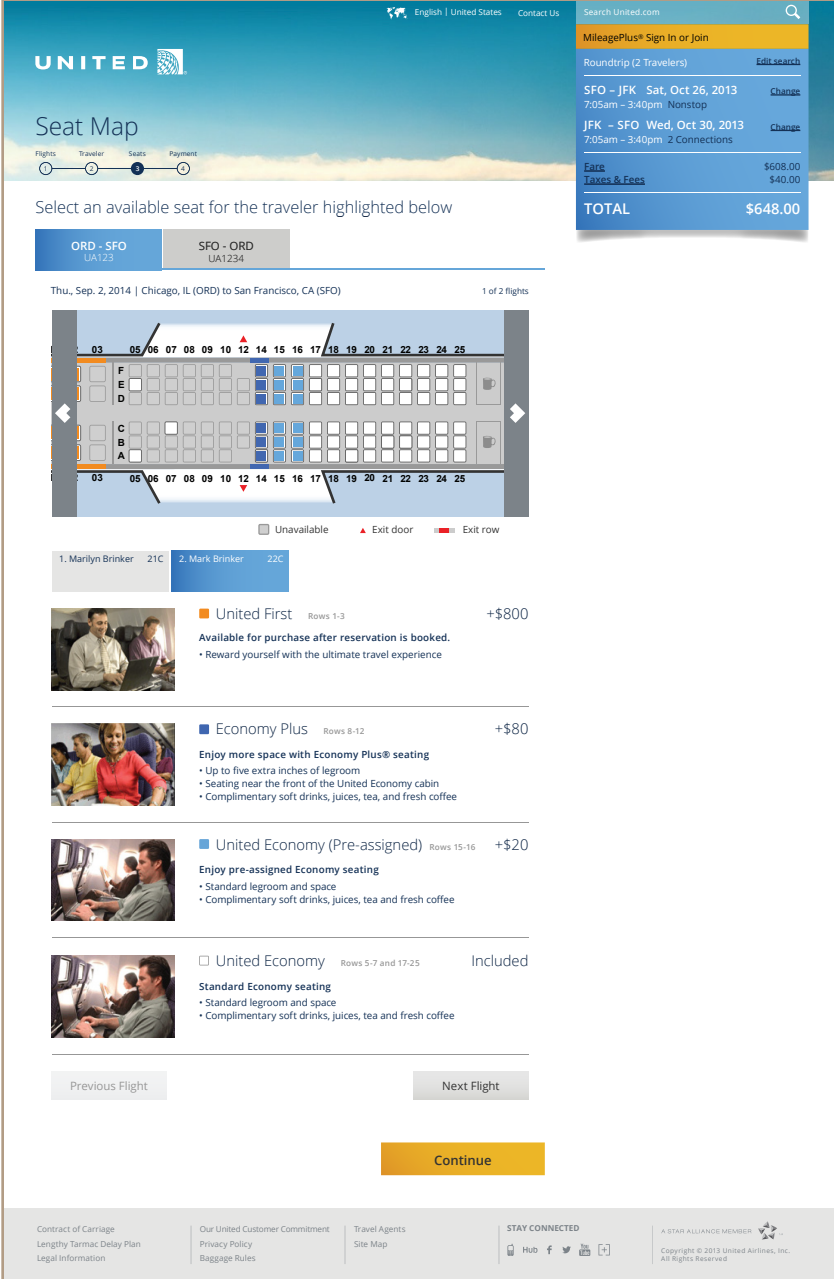 English | United States
Contact Us
Search United.com
MileagePlus® Sign In or Join
UNITED
Roundtrip (2 Travelers) Edit search
SFO – JFK Sat, Oct 26, 2013 Change
7:05am – 3:40pm Nonstop
JFK – SFO Wed, Oct 30, 2013 Change
7:05am – 3:40pm 2 Connections
Fare $608.00
Taxes & Fees $40.00
TOTAL $648.00
Seat Map
Flights Traveler Seats Payment
1 2 3 4
Select an available seat for the traveler highlighted below
ORD - SFO
UA123
SFO - ORD
UA1234
Thu., Sep. 2, 2014 | Chicago, IL (ORD) to San Francisco, CA (SFO) 1 of 2 flights
03 05 06 07 08 09 10 12 14 15 16 17 18 19 20 21 22 23 24 25
F
E
D
C
B
A
03 05 06 07 08 09 10 12 14 15 16 17 18 19 20 21 22 23 24 25
Unavailable Exit door Exit row
1. Marilyn Brinker 21C
2. Mark Brinker 22C
United First Rows 1-3 +$800
Available for purchase after reservation is booked.
• Reward yourself with the ultimate travel experience
Economy Plus Rows 8-12 +$80
Enjoy more space with Economy Plus® seating
• Up to five extra inches of legroom
• Seating near the front of the United Economy cabin
• Complimentary soft drinks, juices, tea, and fresh coffee
United Economy (Pre-assigned) Rows 15-16 +$20
Enjoy pre-assigned Economy seating
• Standard legroom and space
• Complimentary soft drinks, juices, tea and fresh coffee
United Economy Rows 5-7 and 17-25 Included
Standard Economy seating
• Standard legroom and space
• Complimentary soft drinks, juices, tea and fresh coffee
Previous Flight
Next Flight
Continue
Contract of Carriage
Lengthy Tarmac Delay Plan
Legal Information
Our United Customer Commitment
Privacy Policy
Baggage Rules
Travel Agents
Site Map
STAY CONNECTED
Hub
A STAR ALLIANCE MEMBER
Copyright © 2013 United Airlines, Inc.
All Rights Reserved